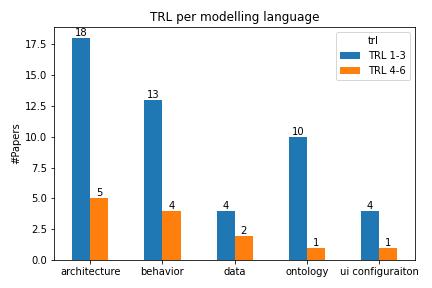 TRL per modelling language
trl
TRL 1-3
TRL 4-6
#Papers
17.5
15.0
12.5
10.0
7.5
5.0
2.5
0.0
18
5
13
4
4
2
10
1
4
1
architecture
behavior
data
ontology
ui configuraiton